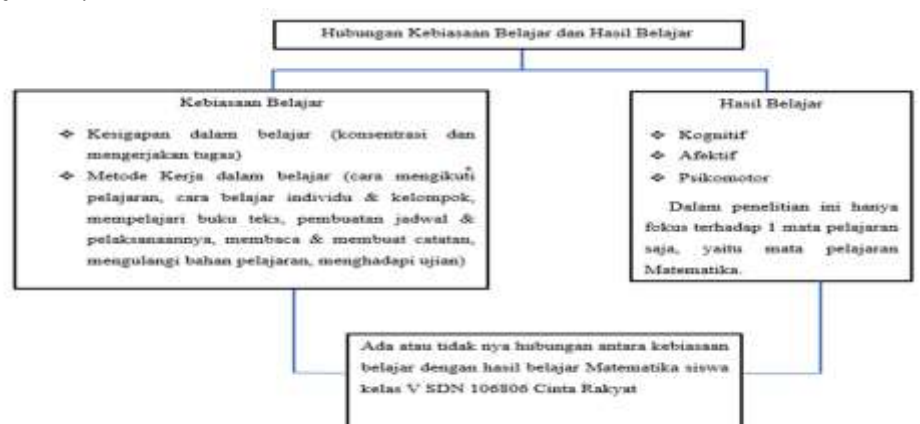 Hubungan Kebiasaan Belajar dan Hasil Belajar
Kebiasaan Belajar
❖ Kesigapan dalam belajar (konsentrasi dan
mengerjakan tugas)
❖ Metode Kerja dalam belajar (cara mengikuti
pelajaran, cara belajar individu & kelompok,
mempelajari buku teks, pembuatan jadwal &
pelaksanaannya, membaca & membuat catatan,
mengulangi bahan pelajaran, menghadapi ujian)
Hasil Belajar
❖ Kognitif
❖ Afektif
❖ Psikomotor
Dalam penelitian ini hanya
fokus terhadap 1 mata pelajaran
saja, yaitu mata pelajaran
Matematika.
Ada atau tidak nya hubungan antara kebiasaan
belajar dengan hasil belajar Matematika siswa
kelas V SDN 106806 Cinta Rakyat